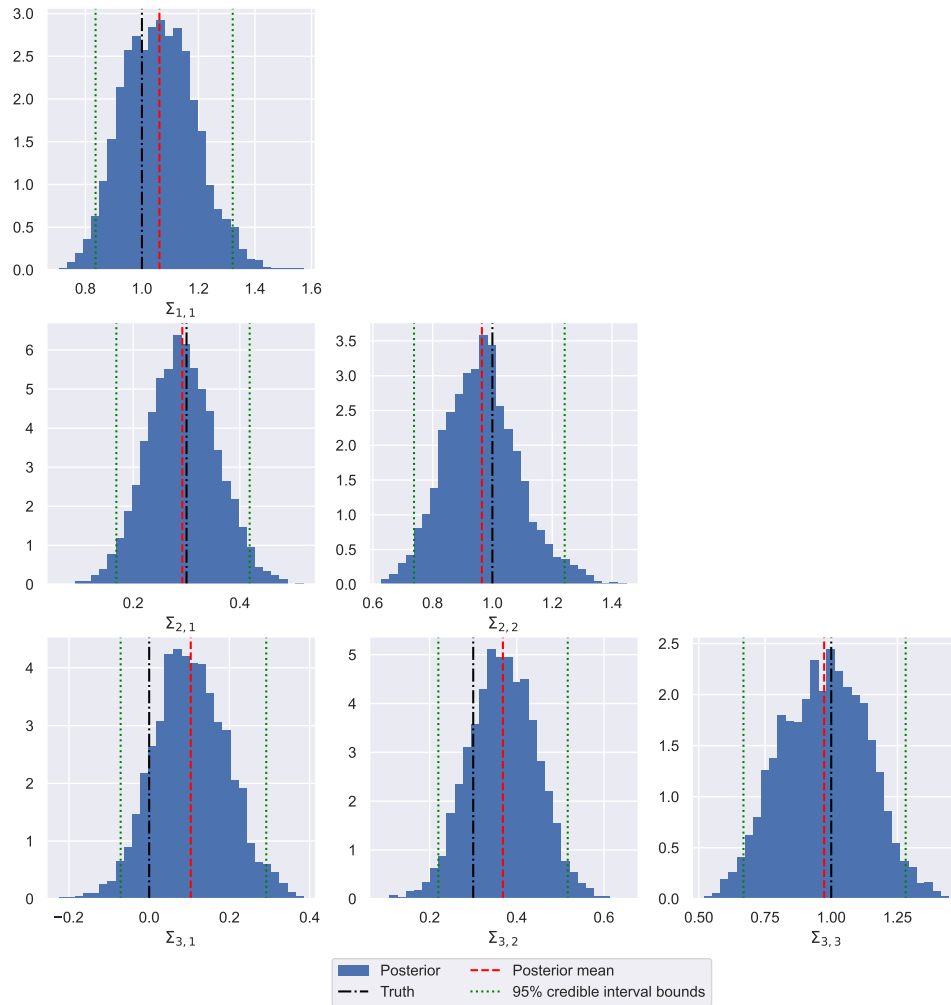 3.0
2.5
2.0
1.5
1.0
0.5
0.0
0.8 1.0 1.2 1.4 1.6
Σ1, 1
6
5
4
3
2
1
0
0.2 0.4
Σ2, 1
3.5
3.0
2.5
2.0
1.5
1.0
0.5
0.0
0.6 0.8 1.0 1.2 1.4
Σ2, 2
4
3
2
1
0
−0.2 0.0 0.2 0.4
Σ3, 1
5
4
3
2
1
0
0.2 0.4 0.6
Σ3, 2
2.5
2.0
1.5
1.0
0.5
0.0
0.50 0.75 1.00 1.25
Σ3, 3
Posterior
Truth
Posterior mean
95% credible interval bounds